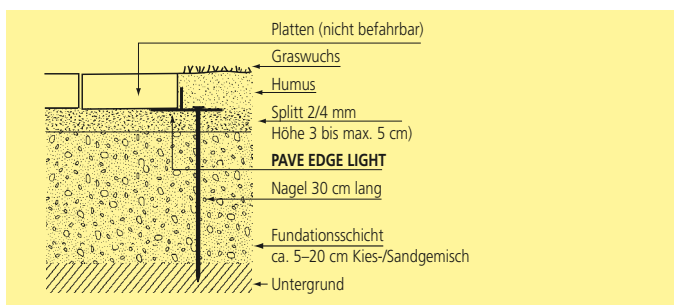 Platten (nicht befahrbar)
Graswuchs
Humus
Splitt 2/4 mm
Höhe 3 bis max. 5 cm)
PAVE EDGE LIGHT
Nagel 30 cm lang
Fundationsschicht
ca. 5–20 cm Kies-/Sandgemisch
Untergrund